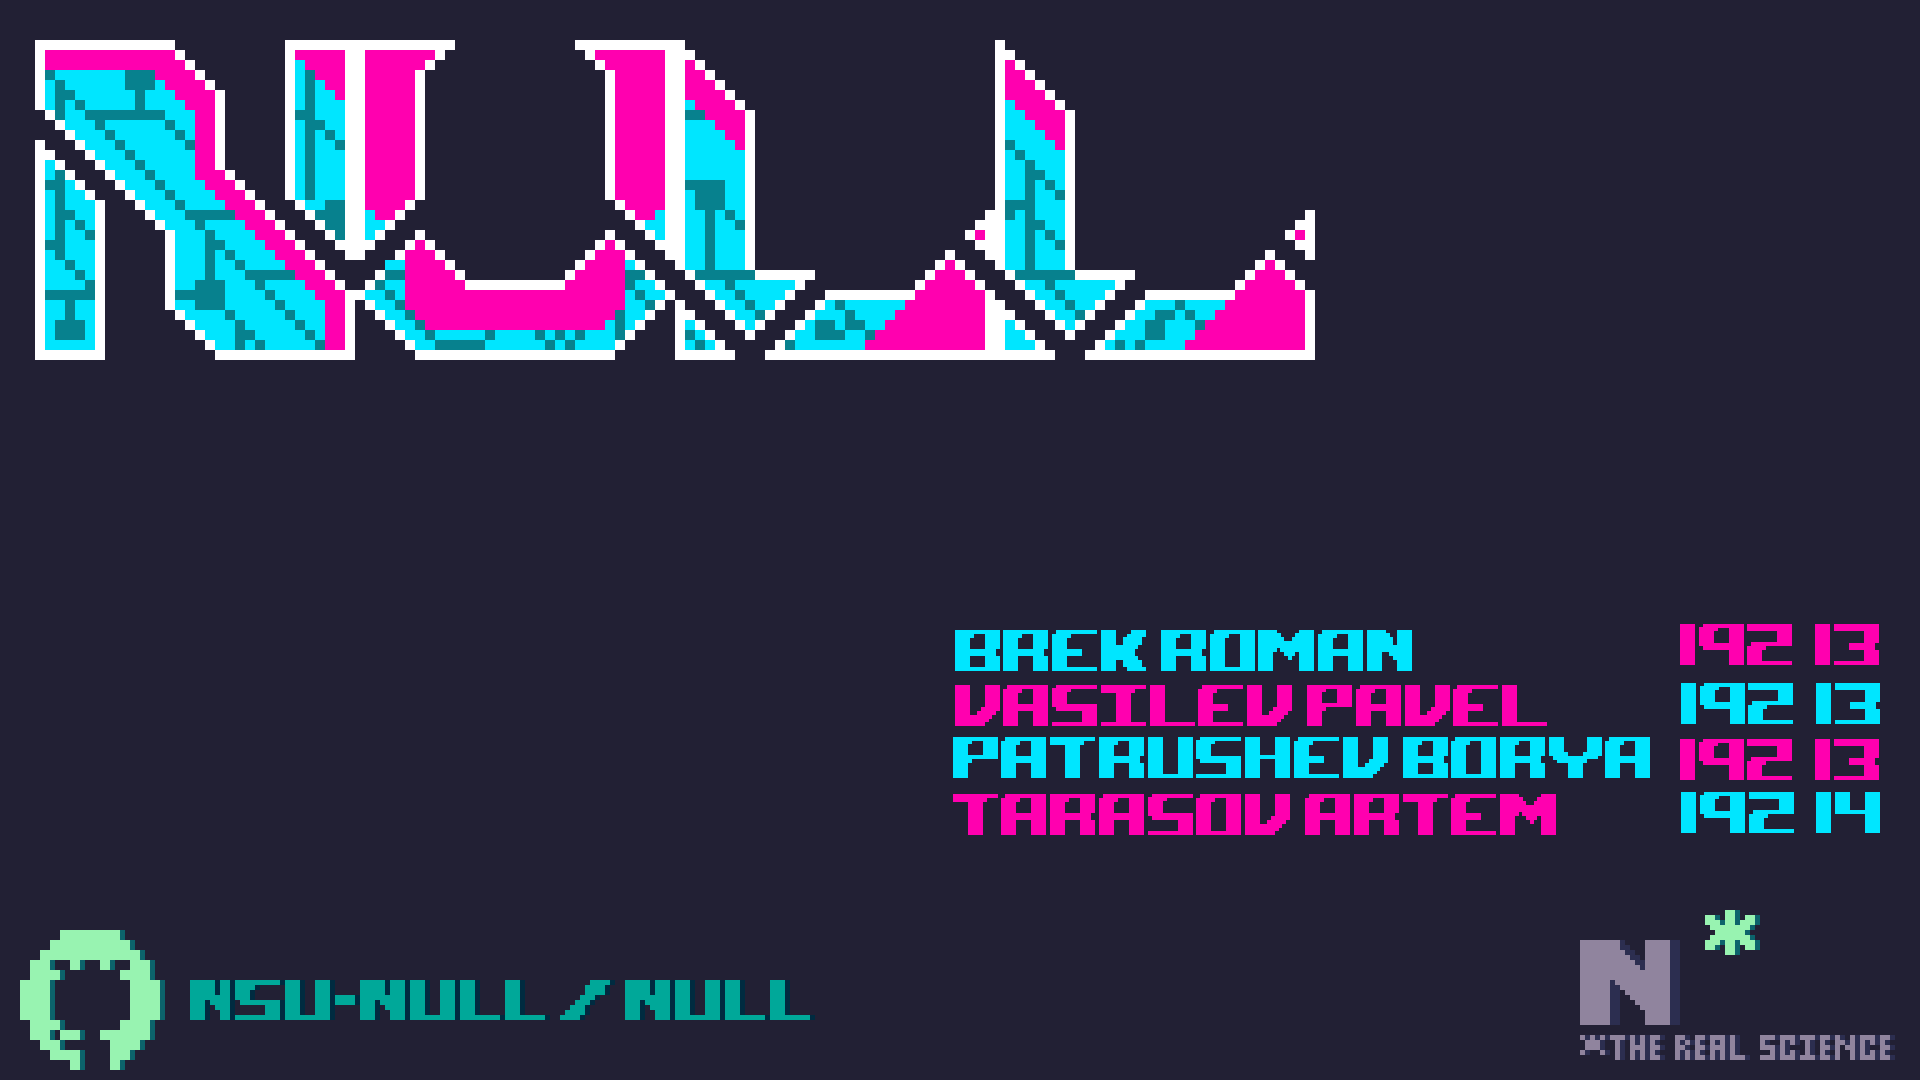 NULL
BREK ROMAN 192 13
VASILEV PAVEL 192 13
PATRUSHEV BORYA 192 13
TARASOV ARTEM 192 14
NSU-NULL / NULL
N*
*THE REAL SCIENCE